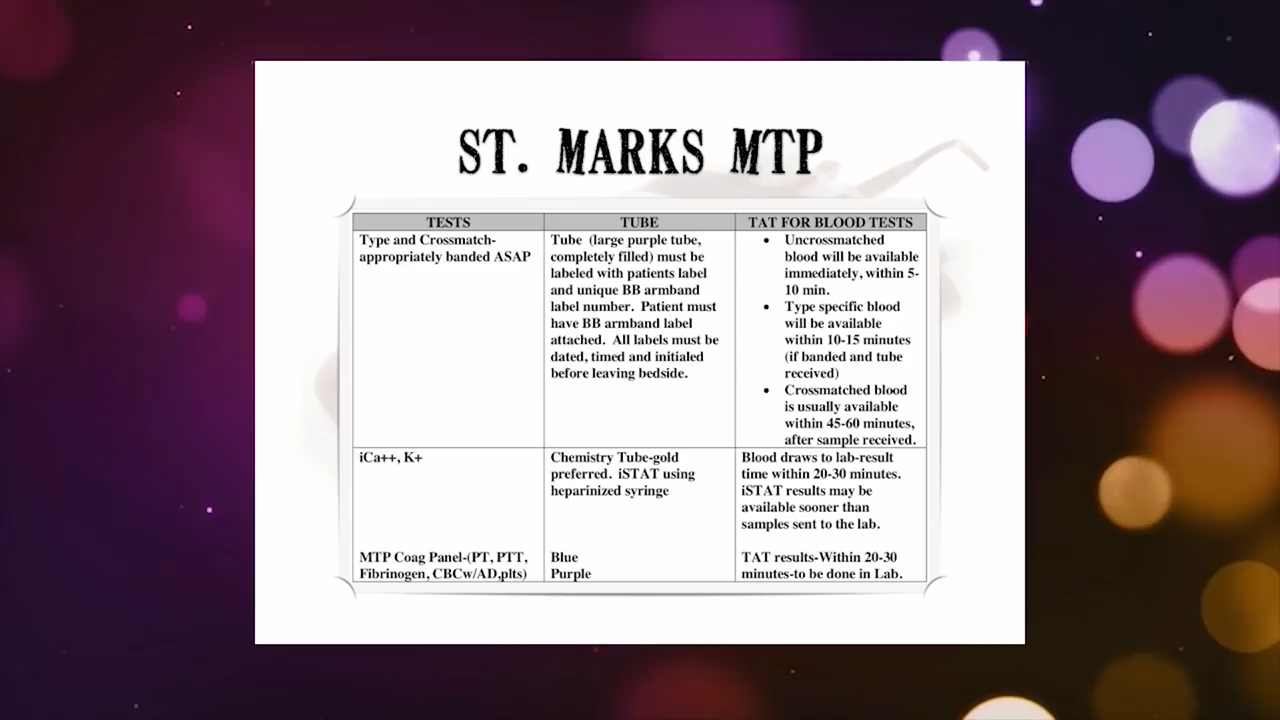 ST. MARKS MTP
TESTS
TUBE
TAT FOR BLOOD TESTS
Type and Crossmatch-
appropriately banded ASAP
Tube (large purple tube,
completely filled) must be
labeled with patients label
and unique BB armband
label number. Patient must
have BB armband label
attached. All labels must be
dated, timed and initialed
before leaving bedside.
• Uncrossmatched
blood will be available
immediately, within 5-
10 min.
• Type specific blood
will be available
within 10-15 minutes
(if banded and tube
received)
• Crossmatched blood
is usually available
within 45-60 minutes,
after sample received.
iCa++, K+
Chemistry Tube-gold
preferred. iSTAT using
heparinized syringe
Blood draws to lab-result
time within 20-30 minutes.
iSTAT results may be
available sooner than
samples sent to the lab.
MTP Coag Panel-(PT, PTT,
Fibrinogen, CBCw/AD,plts)
Blue
Purple
TAT results-Within 20-30
minutes-to be done in Lab.